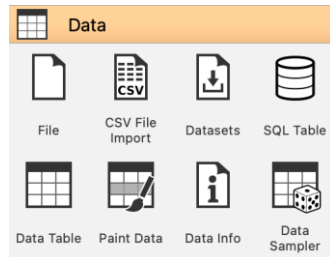 Data
CSV
File
CSV File
Import
Datasets
SQL Table
i
Data Table
Paint Data
Data Info
Data
Sampler